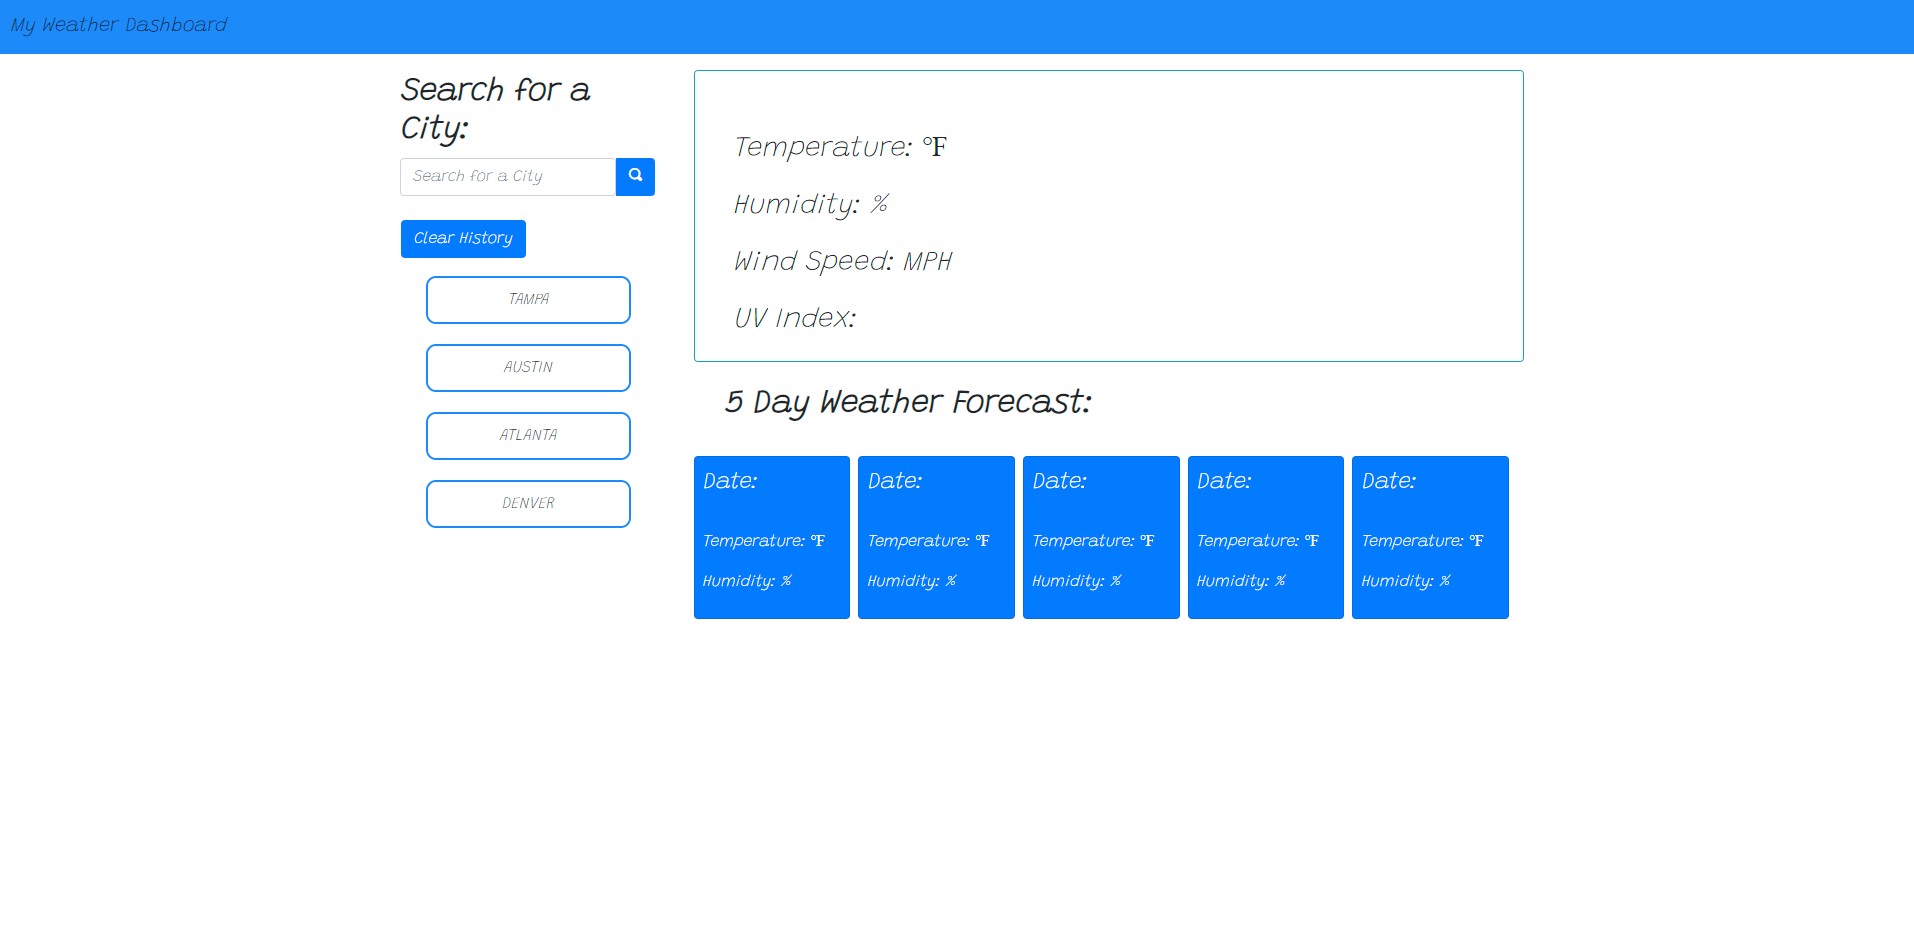 My Weather Dashboard
Search for a
City:
Search for a City
Clear History
TAMPA
AUSTIN
ATLANTA
DENVER
Temperature: °F
Humidity: %
Wind Speed: MPH
UV Index:
5 Day Weather Forecast:
Date:
Temperature: °F
Humidity: %
Date:
Temperature: °F
Humidity: %
Date:
Temperature: °F
Humidity: %
Date:
Temperature: °F
Humidity: %
Date:
Temperature: °F
Humidity: %